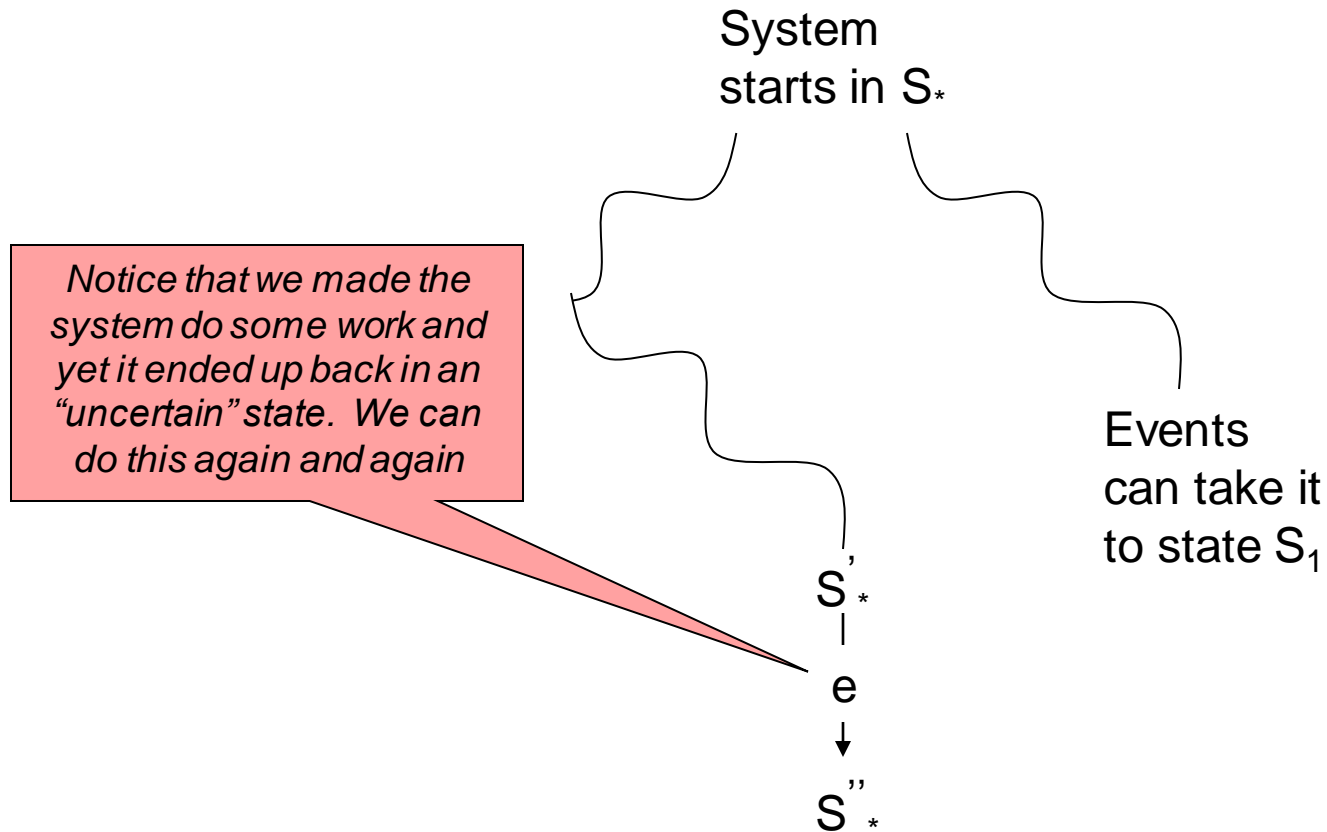 System
starts in S*
Notice that we made the
system do some work and
yet it ended up back in an
“uncertain” state. We can
do this again and again
Events
can take it
to state S₁
S'*
e
S''*